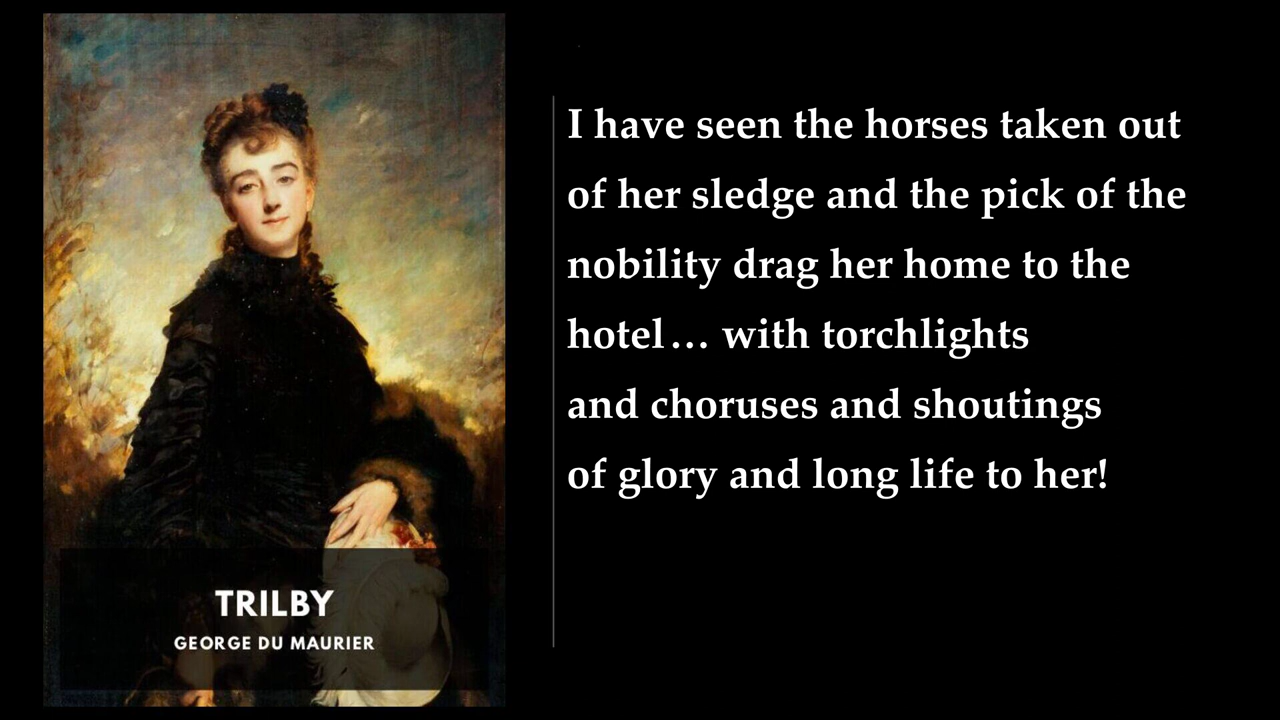 TRILBY
GEORGE DU MAURIER
I have seen the horses taken out
of her sledge and the pick of the
nobility drag her home to the
hotel… with torchlights
and choruses and shoutings
of glory and long life to her!